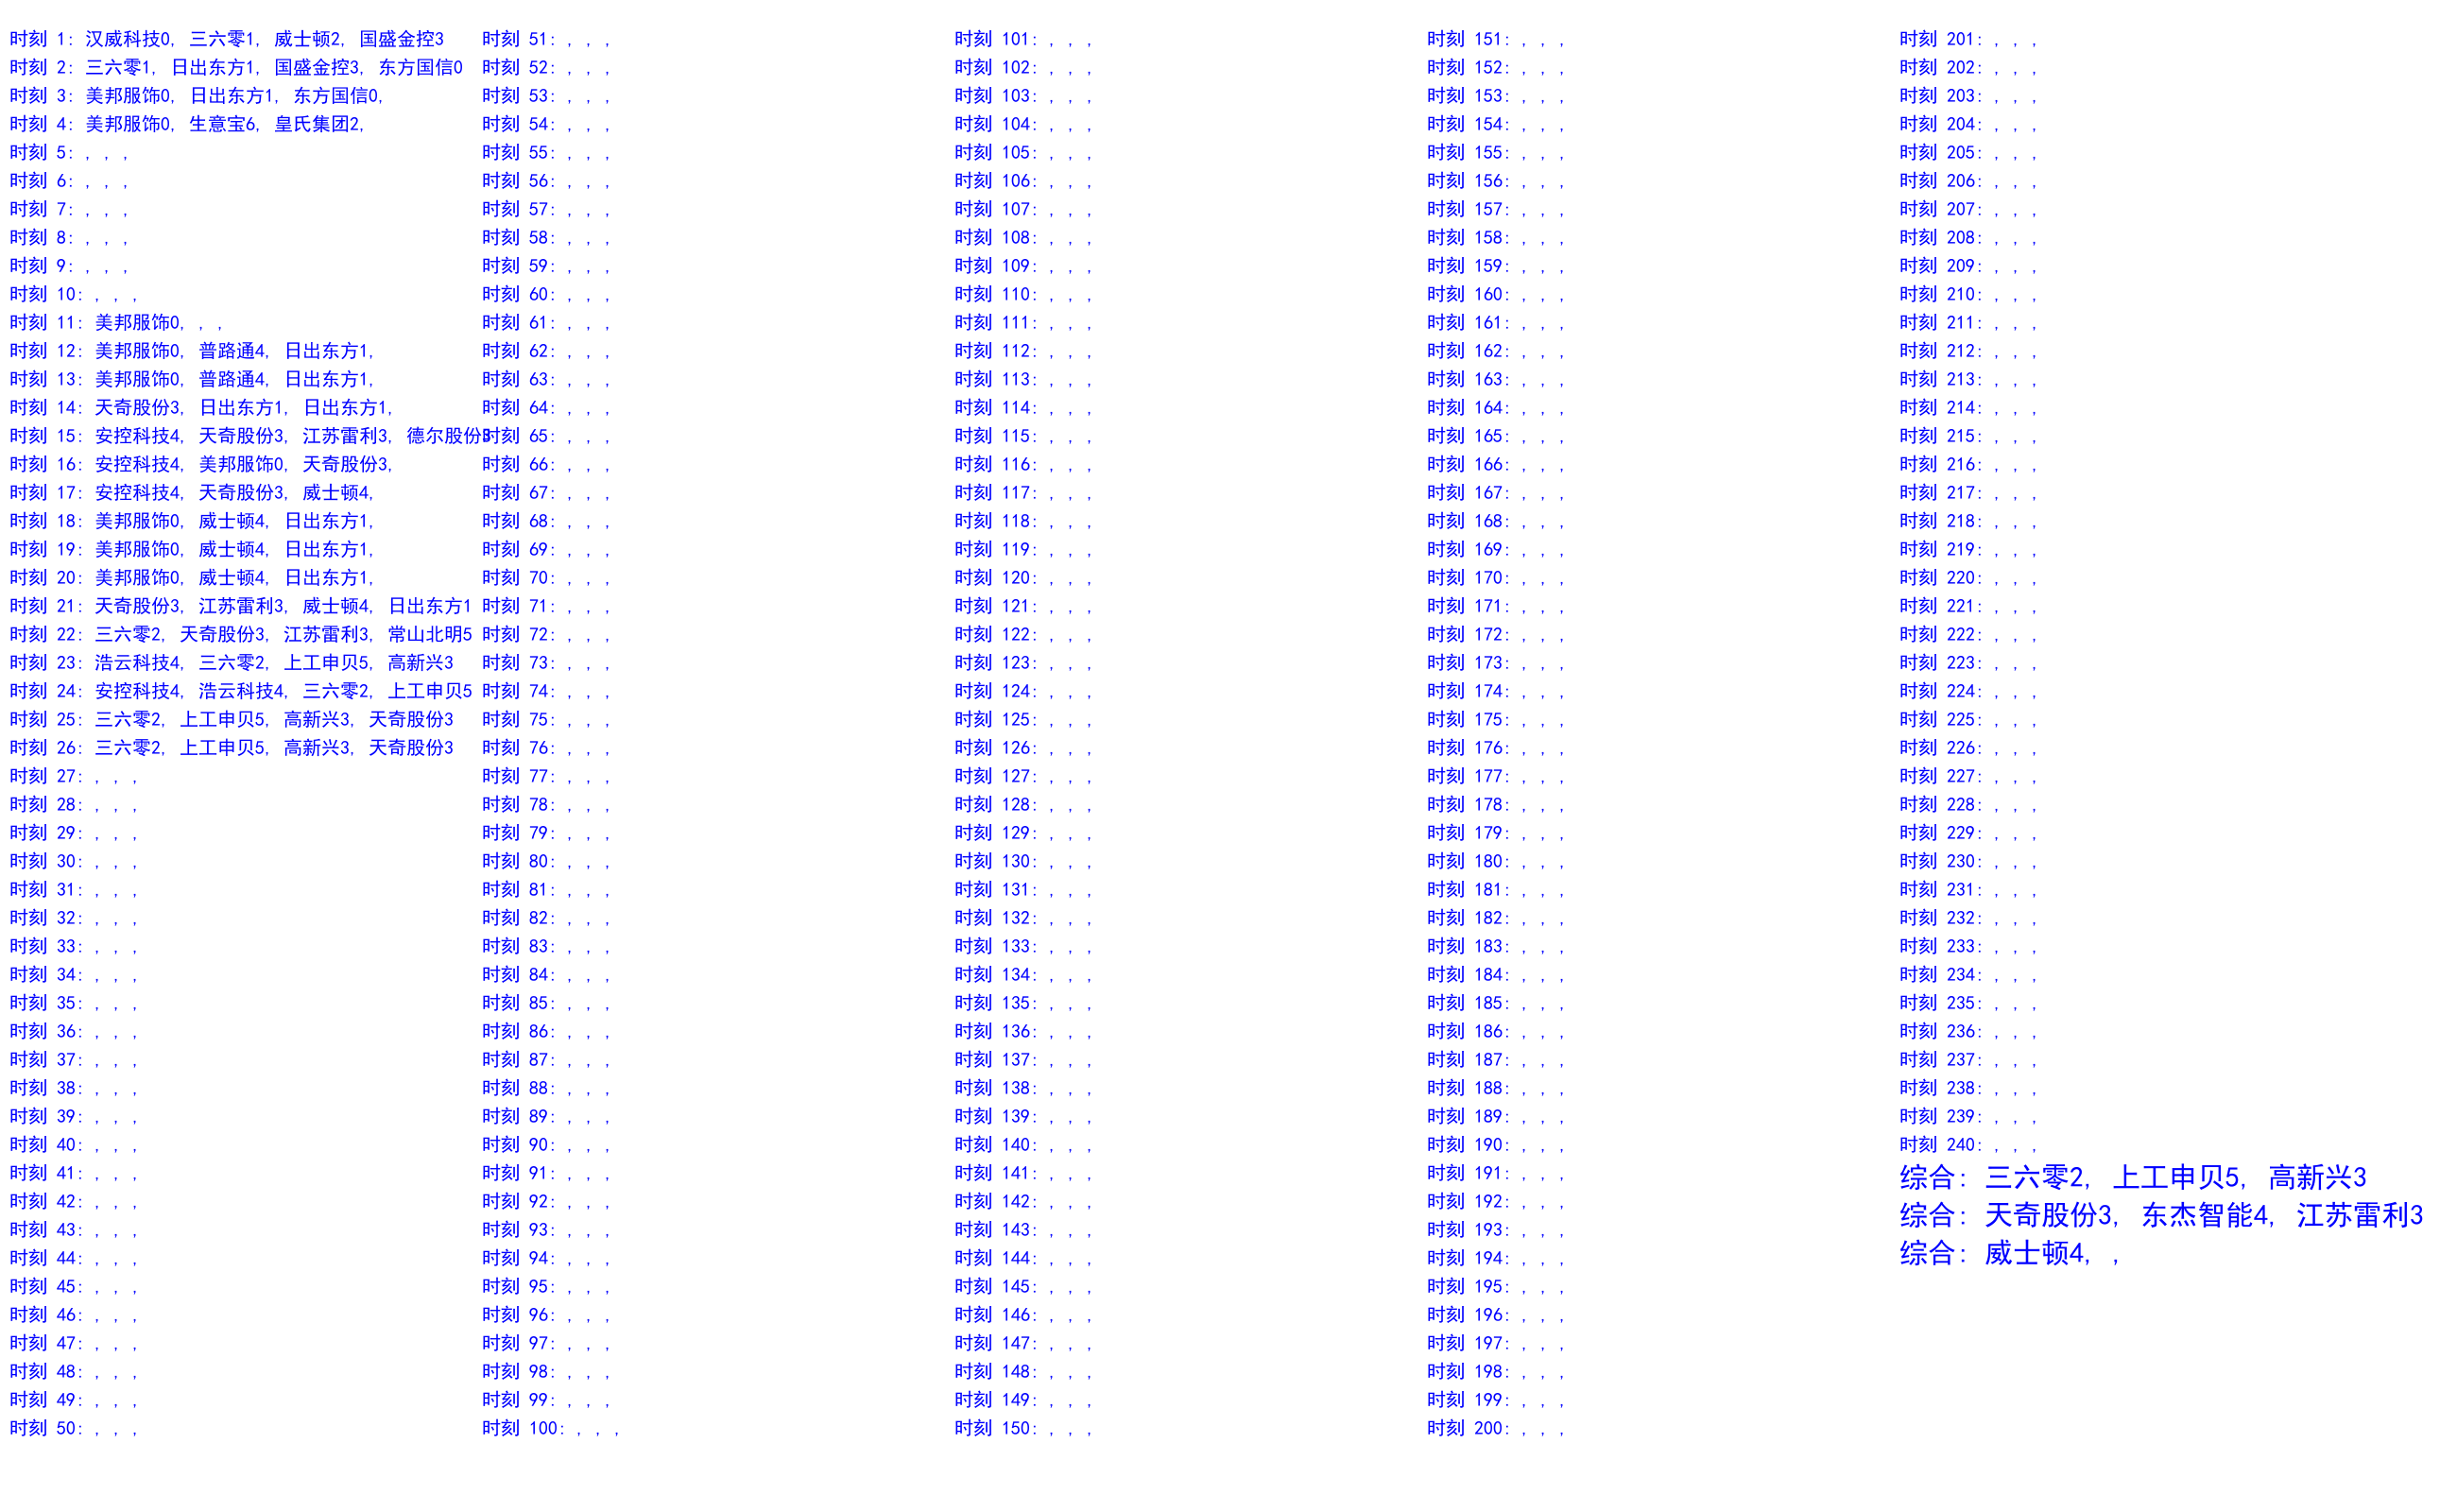 时刻 1: 汉威科技0, 三六零1, 威士顿2, 国盛金控3
时刻 2: 三六零1, 日出东方1, 国盛金控3, 东方国信0
时刻 3: 美邦服饰0, 日出东方1, 东方国信0,
时刻 4: 美邦服饰0, 生意宝6, 皇氏集团2,
时刻 5: , , ,
时刻 6: , , ,
时刻 7: , , ,
时刻 8: , , ,
时刻 9: , , ,
时刻 10: , , ,
时刻 11: 美邦服饰0, , ,
时刻 12: 美邦服饰0, 普路通4, 日出东方1,
时刻 13: 美邦服饰0, 普路通4, 日出东方1,
时刻 14: 天奇股份3, 日出东方1, 日出东方1,
时刻 15: 安控科技4, 天奇股份3, 江苏雷利3, 德尔股份3
时刻 16: 安控科技4, 美邦服饰0, 天奇股份3,
时刻 17: 安控科技4, 天奇股份3, 威士顿4,
时刻 18: 美邦服饰0, 威士顿4, 日出东方1,
时刻 19: 美邦服饰0, 威士顿4, 日出东方1,
时刻 20: 美邦服饰0, 威士顿4, 日出东方1,
时刻 21: 天奇股份3, 江苏雷利3, 威士顿4, 日出东方1
时刻 22: 三六零2, 天奇股份3, 江苏雷利3, 常山北明5
时刻 23: 浩云科技4, 三六零2, 上工申贝5, 高新兴3
时刻 24: 安控科技4, 浩云科技4, 三六零2, 上工申贝5
时刻 25: 三六零2, 上工申贝5, 高新兴3, 天奇股份3
时刻 26: 三六零2, 上工申贝5, 高新兴3, 天奇股份3
时刻 27: , , ,
时刻 28: , , ,
时刻 29: , , ,
时刻 30: , , ,
时刻 31: , , ,
时刻 32: , , ,
时刻 33: , , ,
时刻 34: , , ,
时刻 35: , , ,
时刻 36: , , ,
时刻 37: , , ,
时刻 38: , , ,
时刻 39: , , ,
时刻 40: , , ,
时刻 41: , , ,
时刻 42: , , ,
时刻 43: , , ,
时刻 44: , , ,
时刻 45: , , ,
时刻 46: , , ,
时刻 47: , , ,
时刻 48: , , ,
时刻 49: , , ,
时刻 50: , , ,
时刻 51: , , ,
时刻 52: , , ,
时刻 53: , , ,
时刻 54: , , ,
时刻 55: , , ,
时刻 56: , , ,
时刻 57: , , ,
时刻 58: , , ,
时刻 59: , , ,
时刻 60: , , ,
时刻 61: , , ,
时刻 62: , , ,
时刻 63: , , ,
时刻 64: , , ,
时刻 65: , , ,
时刻 66: , , ,
时刻 67: , , ,
时刻 68: , , ,
时刻 69: , , ,
时刻 70: , , ,
时刻 71: , , ,
时刻 72: , , ,
时刻 73: , , ,
时刻 74: , , ,
时刻 75: , , ,
时刻 76: , , ,
时刻 77: , , ,
时刻 78: , , ,
时刻 79: , , ,
时刻 80: , , ,
时刻 81: , , ,
时刻 82: , , ,
时刻 83: , , ,
时刻 84: , , ,
时刻 85: , , ,
时刻 86: , , ,
时刻 87: , , ,
时刻 88: , , ,
时刻 89: , , ,
时刻 90: , , ,
时刻 91: , , ,
时刻 92: , , ,
时刻 93: , , ,
时刻 94: , , ,
时刻 95: , , ,
时刻 96: , , ,
时刻 97: , , ,
时刻 98: , , ,
时刻 99: , , ,
时刻 100: , , ,
时刻 101: , , ,
时刻 102: , , ,
时刻 103: , , ,
时刻 104: , , ,
时刻 105: , , ,
时刻 106: , , ,
时刻 107: , , ,
时刻 108: , , ,
时刻 109: , , ,
时刻 110: , , ,
时刻 111: , , ,
时刻 112: , , ,
时刻 113: , , ,
时刻 114: , , ,
时刻 115: , , ,
时刻 116: , , ,
时刻 117: , , ,
时刻 118: , , ,
时刻 119: , , ,
时刻 120: , , ,
时刻 121: , , ,
时刻 122: , , ,
时刻 123: , , ,
时刻 124: , , ,
时刻 125: , , ,
时刻 126: , , ,
时刻 127: , , ,
时刻 128: , , ,
时刻 129: , , ,
时刻 130: , , ,
时刻 131: , , ,
时刻 132: , , ,
时刻 133: , , ,
时刻 134: , , ,
时刻 135: , , ,
时刻 136: , , ,
时刻 137: , , ,
时刻 138: , , ,
时刻 139: , , ,
时刻 140: , , ,
时刻 141: , , ,
时刻 142: , , ,
时刻 143: , , ,
时刻 144: , , ,
时刻 145: , , ,
时刻 146: , , ,
时刻 147: , , ,
时刻 148: , , ,
时刻 149: , , ,
时刻 150: , , ,
时刻 151: , , ,
时刻 152: , , ,
时刻 153: , , ,
时刻 154: , , ,
时刻 155: , , ,
时刻 156: , , ,
时刻 157: , , ,
时刻 158: , , ,
时刻 159: , , ,
时刻 160: , , ,
时刻 161: , , ,
时刻 162: , , ,
时刻 163: , , ,
时刻 164: , , ,
时刻 165: , , ,
时刻 166: , , ,
时刻 167: , , ,
时刻 168: , , ,
时刻 169: , , ,
时刻 170: , , ,
时刻 171: , , ,
时刻 172: , , ,
时刻 173: , , ,
时刻 174: , , ,
时刻 175: , , ,
时刻 176: , , ,
时刻 177: , , ,
时刻 178: , , ,
时刻 179: , , ,
时刻 180: , , ,
时刻 181: , , ,
时刻 182: , , ,
时刻 183: , , ,
时刻 184: , , ,
时刻 185: , , ,
时刻 186: , , ,
时刻 187: , , ,
时刻 188: , , ,
时刻 189: , , ,
时刻 190: , , ,
时刻 191: , , ,
时刻 192: , , ,
时刻 193: , , ,
时刻 194: , , ,
时刻 195: , , ,
时刻 196: , , ,
时刻 197: , , ,
时刻 198: , , ,
时刻 199: , , ,
时刻 200: , , ,
时刻 201: , , ,
时刻 202: , , ,
时刻 203: , , ,
时刻 204: , , ,
时刻 205: , , ,
时刻 206: , , ,
时刻 207: , , ,
时刻 208: , , ,
时刻 209: , , ,
时刻 210: , , ,
时刻 211: , , ,
时刻 212: , , ,
时刻 213: , , ,
时刻 214: , , ,
时刻 215: , , ,
时刻 216: , , ,
时刻 217: , , ,
时刻 218: , , ,
时刻 219: , , ,
时刻 220: , , ,
时刻 221: , , ,
时刻 222: , , ,
时刻 223: , , ,
时刻 224: , , ,
时刻 225: , , ,
时刻 226: , , ,
时刻 227: , , ,
时刻 228: , , ,
时刻 229: , , ,
时刻 230: , , ,
时刻 231: , , ,
时刻 232: , , ,
时刻 233: , , ,
时刻 234: , , ,
时刻 235: , , ,
时刻 236: , , ,
时刻 237: , , ,
时刻 238: , , ,
时刻 239: , , ,
时刻 240: , , ,
综合: 三六零2, 上工申贝5, 高新兴3
综合: 天奇股份3, 东杰智能4, 江苏雷利3
综合: 威士顿4, ,